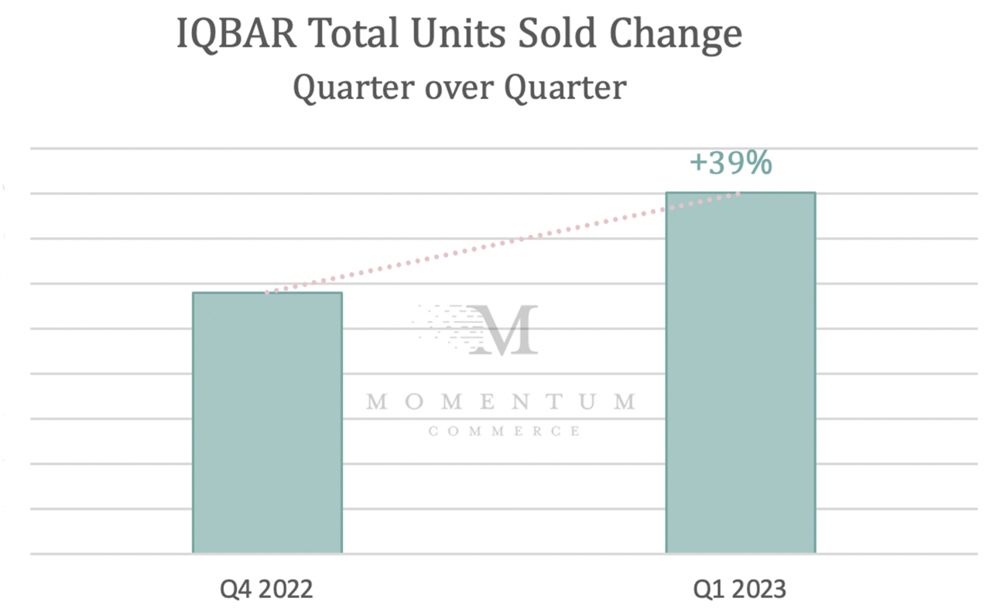 IQBAR Total Units Sold Change
Quarter over Quarter
+39%
M
MOMENTUM
COMMERCE
Q4 2022
Q1 2023